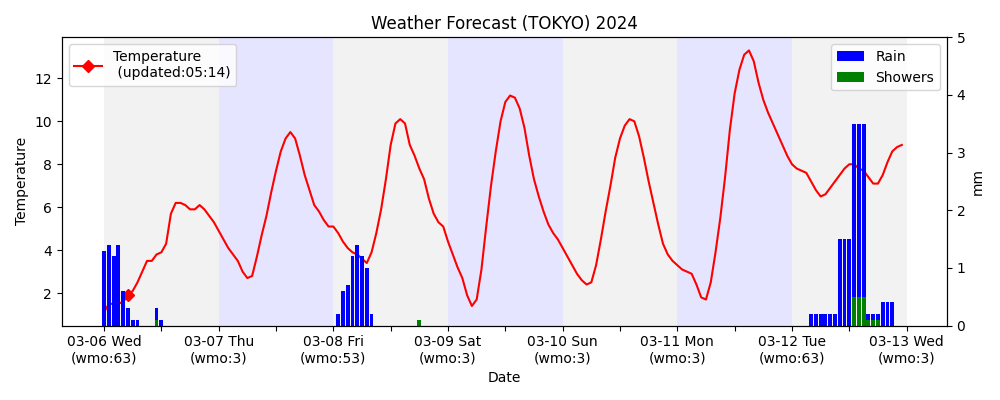 Weather Forecast (TOKYO) 2024
Temperature
(updated:05:14)
Rain
Showers
Temperature
12
10
8
6
4
2
5
4
3
2
1
0
mm
03-06 Wed
(wmo:63)
03-07 Thu
(wmo:3)
03-08 Fri
(wmo:53)
03-09 Sat
(wmo:3)
03-10 Sun
(wmo:3)
03-11 Mon
(wmo:3)
03-12 Tue
(wmo:63)
03-13 Wed
(wmo:3)
Date